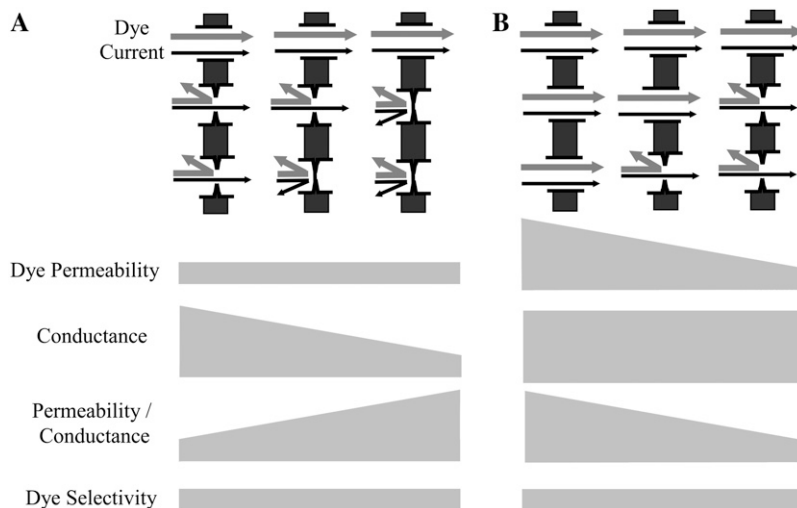 A
B
Dye
Current
Dye Permeability
Conductance
Permeability /
Conductance
Dye Selectivity